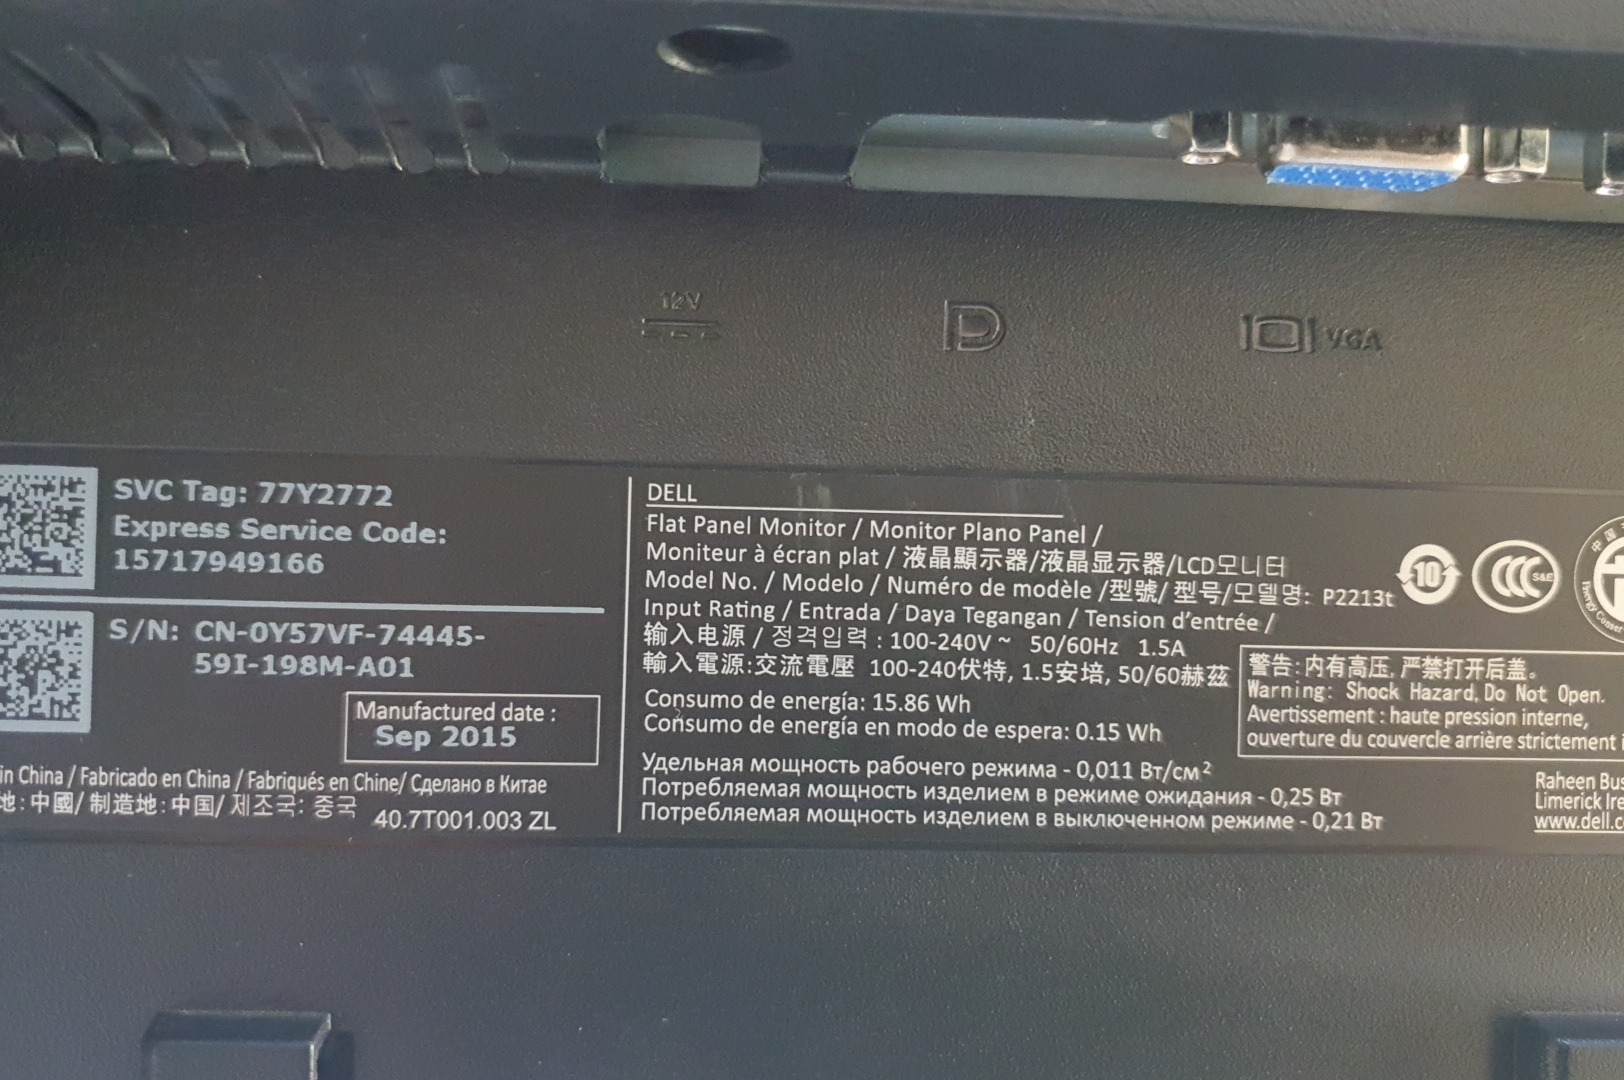 12V
VGA
SVC Tag: 77Y2772
Express Service Code:
15717949166
S/N: CN-0Y57VF-74445-
59I-198M-A01
Manufactured date :
Sep 2015
in China / Fabricado en China / Fabriqués en Chine/ Сделано в Китае
地: 中國/ 制造地: 中国/ 제조국: 중국
40.7T001.003 ZL
DELL
Flat Panel Monitor / Monitor Plano Panel /
Moniteur à écran plat / 液晶顯示器/液晶显示器/LCD모니터
Model No. / Modelo / Numéro de modèle /型號/ 型号/모델명: P2213t
Input Rating / Entrada / Daya Tegangan / Tension d’entrée /
输入电源 / 정격입력 : 100-240V ~ 50/60Hz 1.5A
輸入電源:交流電壓 100-240伏特, 1.5安培, 50/60赫茲
Consumo de energía: 15.86 Wh
Consumo de energía en modo de espera: 0.15 Wh
Удельная мощность рабочего режима - 0,011 Вт/см²
Потребляемая мощность изделием в режиме ожидания - 0,25 Вт
Потребляемая мощность изделием в выключенном режиме - 0,21 Вт
10
CCC S&E
中国
警告: 内有高压, 严禁打开后盖。
Warning: Shock Hazard, Do Not Open.
Avertissement : haute pression interne,
ouverture du couvercle arrière strictement
Raheen Bus
Limerick Ire
www.dell.c